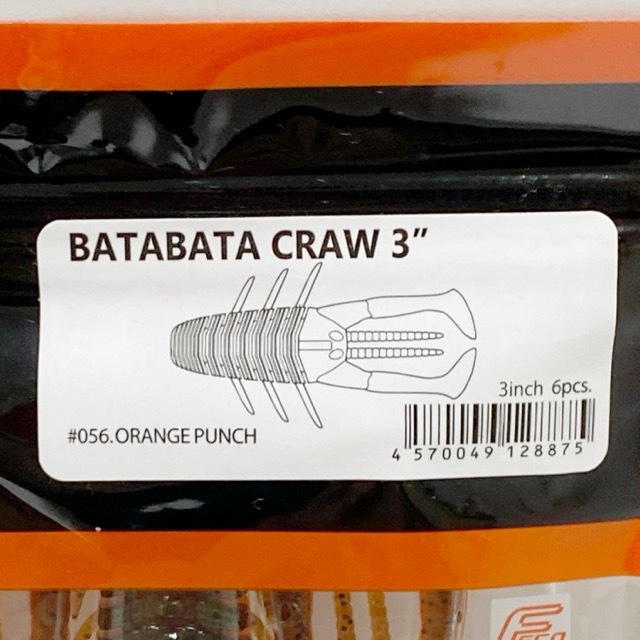 BATABATA CRAW 3”
3inch 6pcs.
#056.ORANGE PUNCH
4 570049 128875